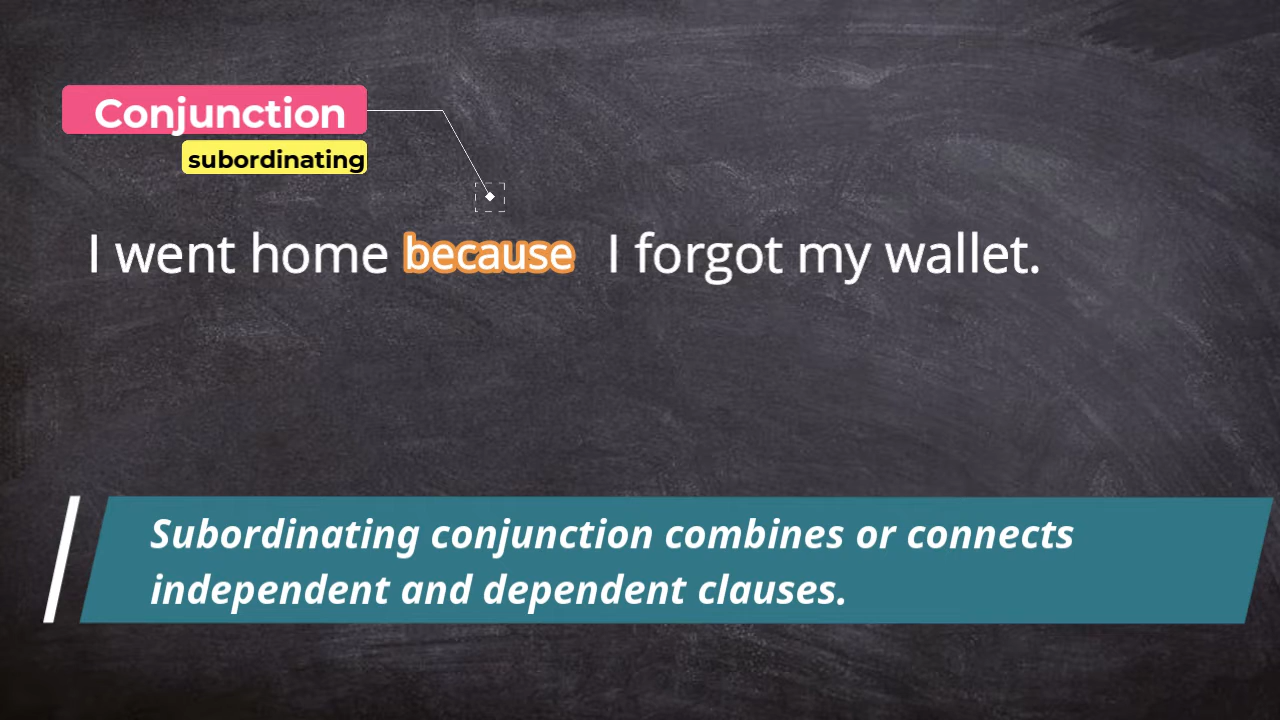 Conjunction
subordinating
I went home because I forgot my wallet.
Subordinating conjunction combines or connects
independent and dependent clauses.